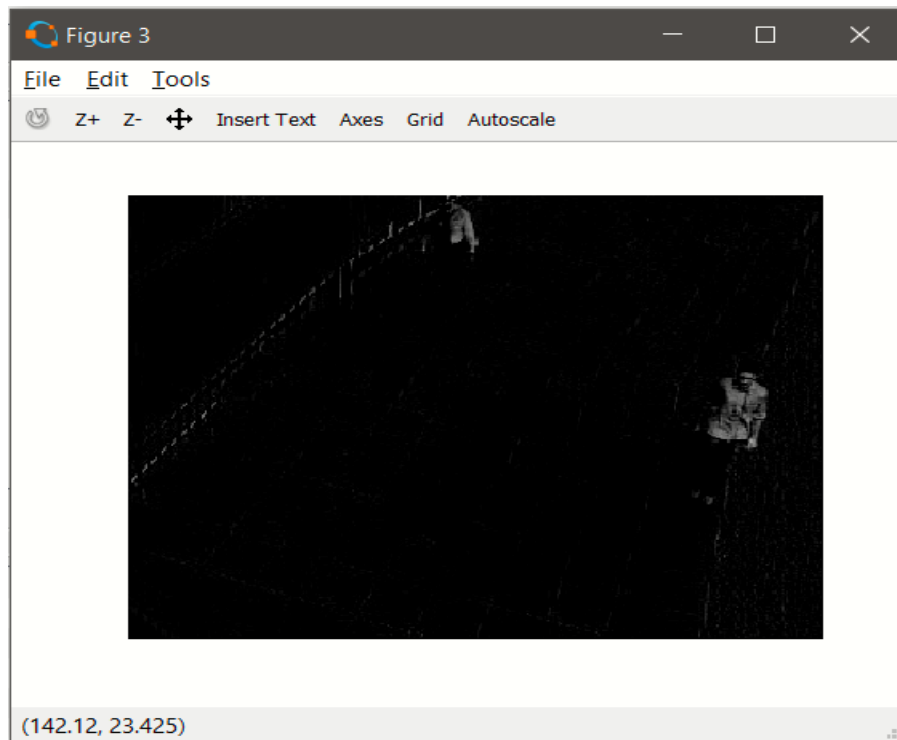 Figure 3
File Edit Tools
Z+ Z- Insert Text Axes Grid Autoscale
(142.12, 23.425)